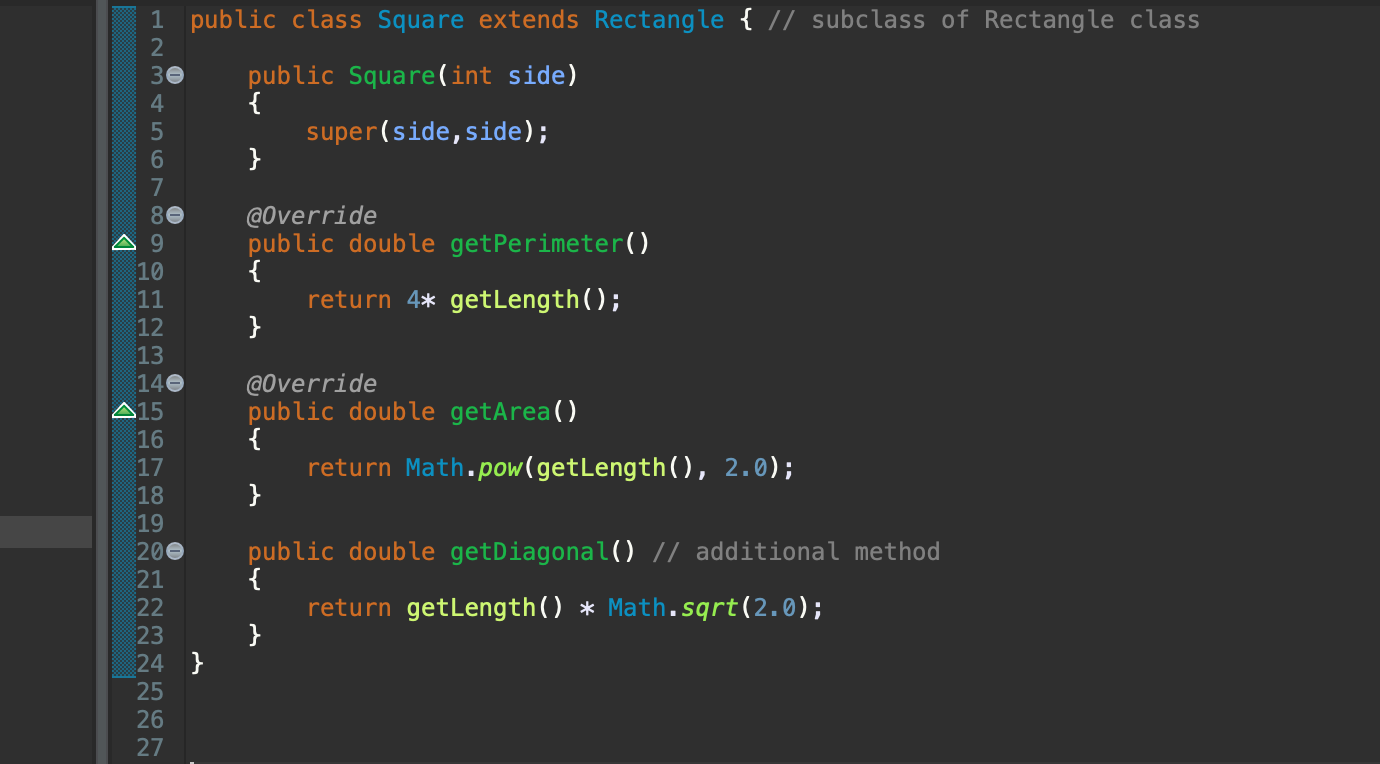 1 public class Square extends Rectangle { // subclass of Rectangle class
2
3 public Square(int side)
4 {
5 super(side,side);
6 }
7
8 @Override
9 public double getPerimeter()
10 {
11 return 4* getLength();
12 }
13
14 @Override
15 public double getArea()
16 {
17 return Math.pow(getLength(), 2.0);
18 }
19
20 public double getDiagonal() // additional method
21 {
22 return getLength() * Math.sqrt(2.0);
23 }
24 }
25
26
27